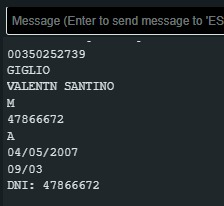 Message (Enter to send message to 'ES
00350252739
GIGLIO
VALENTN SANTINO
M
47866672
A
04/05/2007
09/03
DNI: 47866672